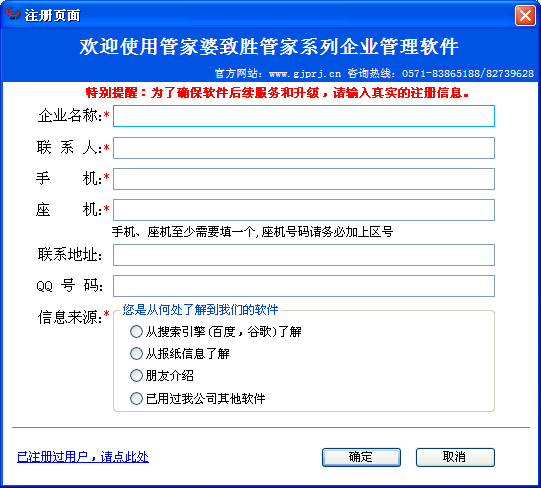 注册页面
欢迎使用管家婆致胜管家系列企业管理软件
官方网站：www.gjprj.cn 咨询热线：0571-83865188/82739628
特别提醒：为了确保软件后续服务和升级，请输入真实的注册信息。
企业名称:*
联 系 人:*
手 机:*
座 机:*
手机、座机至少需要填一个,座机号码请务必加上区号
联系地址:
QQ 号 码:
信息来源:*
您是从何处了解到我们的软件
从搜索引擎(百度，谷歌)了解
从报纸信息了解
朋友介绍
已用过我公司其他软件
已注册过用户，请点此处
确定
取消